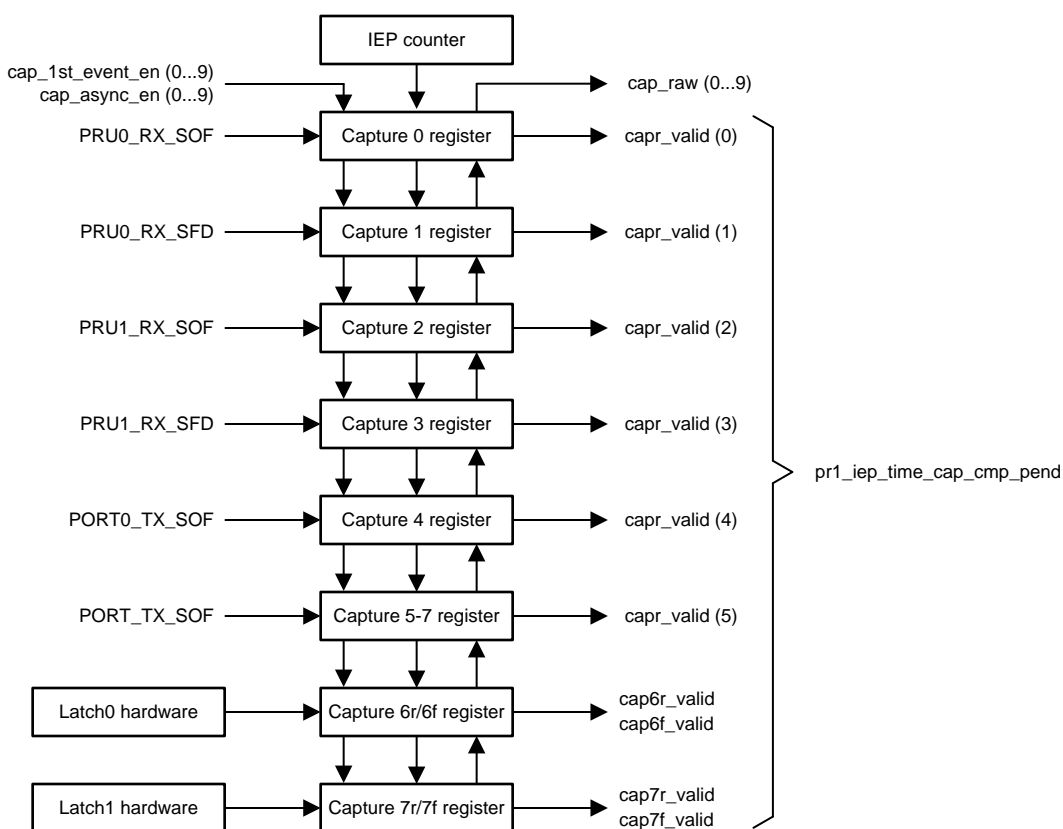 IEP counter
cap_1st_event_en (0...9)
cap_async_en (0...9)
cap_raw (0...9)
PRU0_RX_SOF
Capture 0 register
capr_valid (0)
PRU0_RX_SFD
Capture 1 register
capr_valid (1)
PRU1_RX_SOF
Capture 2 register
capr_valid (2)
PRU1_RX_SFD
Capture 3 register
capr_valid (3)
pr1_iep_time_cap_cmp_pend
PORT0_TX_SOF
Capture 4 register
capr_valid (4)
PORT_TX_SOF
Capture 5-7 register
capr_valid (5)
Latch0 hardware
Capture 6r/6f register
cap6r_valid
cap6f_valid
Latch1 hardware
Capture 7r/7f register
cap7r_valid
cap7f_valid